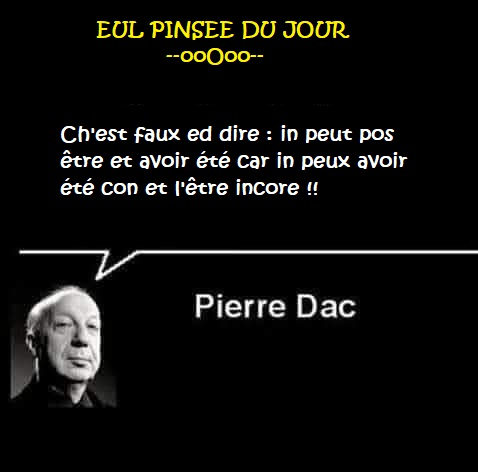 EUL PINSEE DU JOUR
--ooOoo--
Ch'est faux ed dire : in peut pos
être et avoir été car in peux avoir
été con et l'être incore !!
Pierre Dac